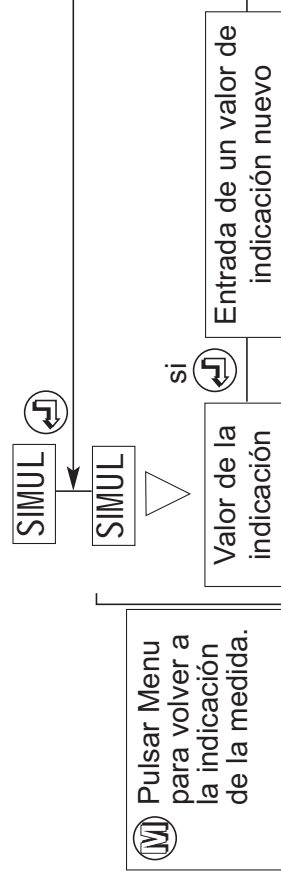 SIMUL
SIMUL
Valor de la
indicación
si
Entrada de un valor de
indicación nuevo
M Pulsar Menu
para volver a
la indicación
de la medida.